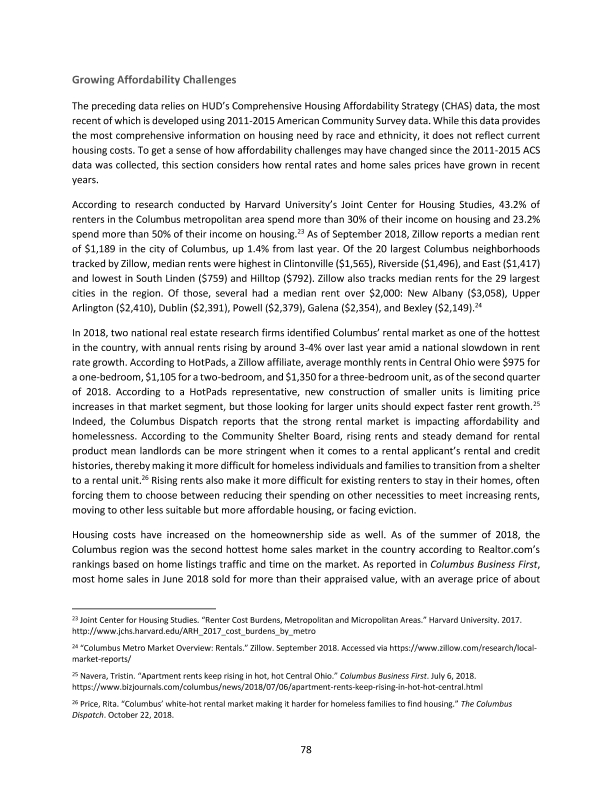 Growing Affordability Challenges
The preceding data relies on HUD's Comprehensive Housing Affordability Strategy (CHAS) data, the most
recent of which is developed using 2011-2015 American Community Survey data. While this data provides
the most comprehensive information on housing need by race and ethnicity, it does not reflect current
housing costs. To get a sense of how affordability challenges may have changed since the 2011-2015 ACS
data was collected, this section considers how rental rates and home sales prices have grown in recent
years.
According to research conducted by Harvard University's Joint Center for Housing Studies, 43.2% of
renters in the Columbus metropolitan area spend more than 30% of their income on housing and 23.2%
spend more than 50% of their income on housing.²³ As of September 2018, Zillow reports a median rent
of $1,189 in the city of Columbus, up 1.4% from last year. Of the 20 largest Columbus neighborhoods
tracked by Zillow, median rents were highest in Clintonville ($1,565), Riverside ($1,496), and East ($1,417)
and lowest in South Linden ($759) and Hilltop ($792). Zillow also tracks median rents for the 29 largest
cities in the region. Of those, several had a median rent over $2,000: New Albany ($3,058), Upper
Arlington ($2,410), Dublin ($2,391), Powell ($2,379), Galena ($2,354), and Bexley ($2,149).²⁴
In 2018, two national real estate research firms identified Columbus' rental market as one of the hottest
in the country, with annual rents rising by around 3-4% over last year amid a national slowdown in rent
rate growth. According to HotPads, a Zillow affiliate, average monthly rents in Central Ohio were $975 for
a one-bedroom, $1,105 for a two-bedroom, and $1,350 for a three-bedroom unit, as of the second quarter
of 2018. According to a HotPads representative, new construction of smaller units is limiting price
increases in that market segment, but those looking for larger units should expect faster rent growth.²⁵
Indeed, the Columbus Dispatch reports that the strong rental market is impacting affordability and
homelessness. According to the Community Shelter Board, rising rents and steady demand for rental
product mean landlords can be more stringent when it comes to a rental applicant's rental and credit
histories, thereby making it more difficult for homeless individuals and families to transition from a shelter
to a rental unit.²⁶ Rising rents also make it more difficult for existing renters to stay in their homes, often
forcing them to choose between reducing their spending on other necessities to meet increasing rents,
moving to other less suitable but more affordable housing, or facing eviction.
Housing costs have increased on the homeownership side as well. As of the summer of 2018, the
Columbus region was the second hottest home sales market in the country according to Realtor.com's
rankings based on home listings traffic and time on the market. As reported in Columbus Business First,
most home sales in June 2018 sold for more than their appraised value, with an average price of about
²³ Joint Center for Housing Studies. "Renter Cost Burdens, Metropolitan and Micropolitan Areas." Harvard University. 2017.
http://www.jchs.harvard.edu/ARH_2017_cost_burdens_by_metro
²⁴ "Columbus Metro Market Overview: Rentals." Zillow. September 2018. Accessed via https://www.zillow.com/research/local-
market-reports/
²⁵ Navera, Tristin. "Apartment rents keep rising in hot, hot Central Ohio." Columbus Business First. July 6, 2018.
https://www.bizjournals.com/columbus/news/2018/07/06/apartment-rents-keep-rising-in-hot-hot-central.html
²⁶ Price, Rita. "Columbus' white-hot rental market making it harder for homeless families to find housing." The Columbus
Dispatch. October 22, 2018.
78